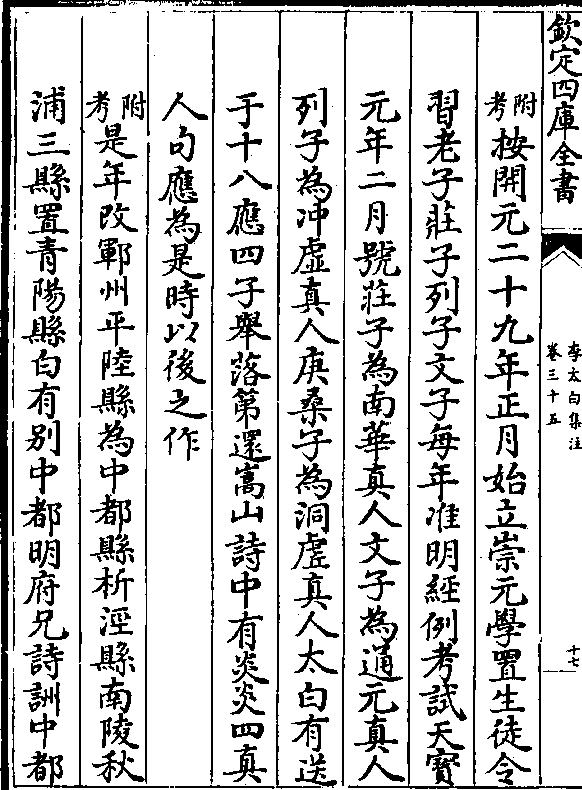 欽定四庫全書
李太白集注
卷三十五
十七
附考按開元二十九年正月始立崇元學置生徒令
習老子莊子列子文子每年准明經例考試天寶
元年二月號莊子為南華真人文子為通元真人
列子為冲虛真人庚桑子為洞虛真人太白有送
于十八應四子舉落第還嵩山詩中有炎炎四真
人句應為是時以後之作
附考是年改鄆州平陸縣為中都縣析涇縣南陵秋
浦三縣置青陽縣白有别中都明府兄詩詶中都